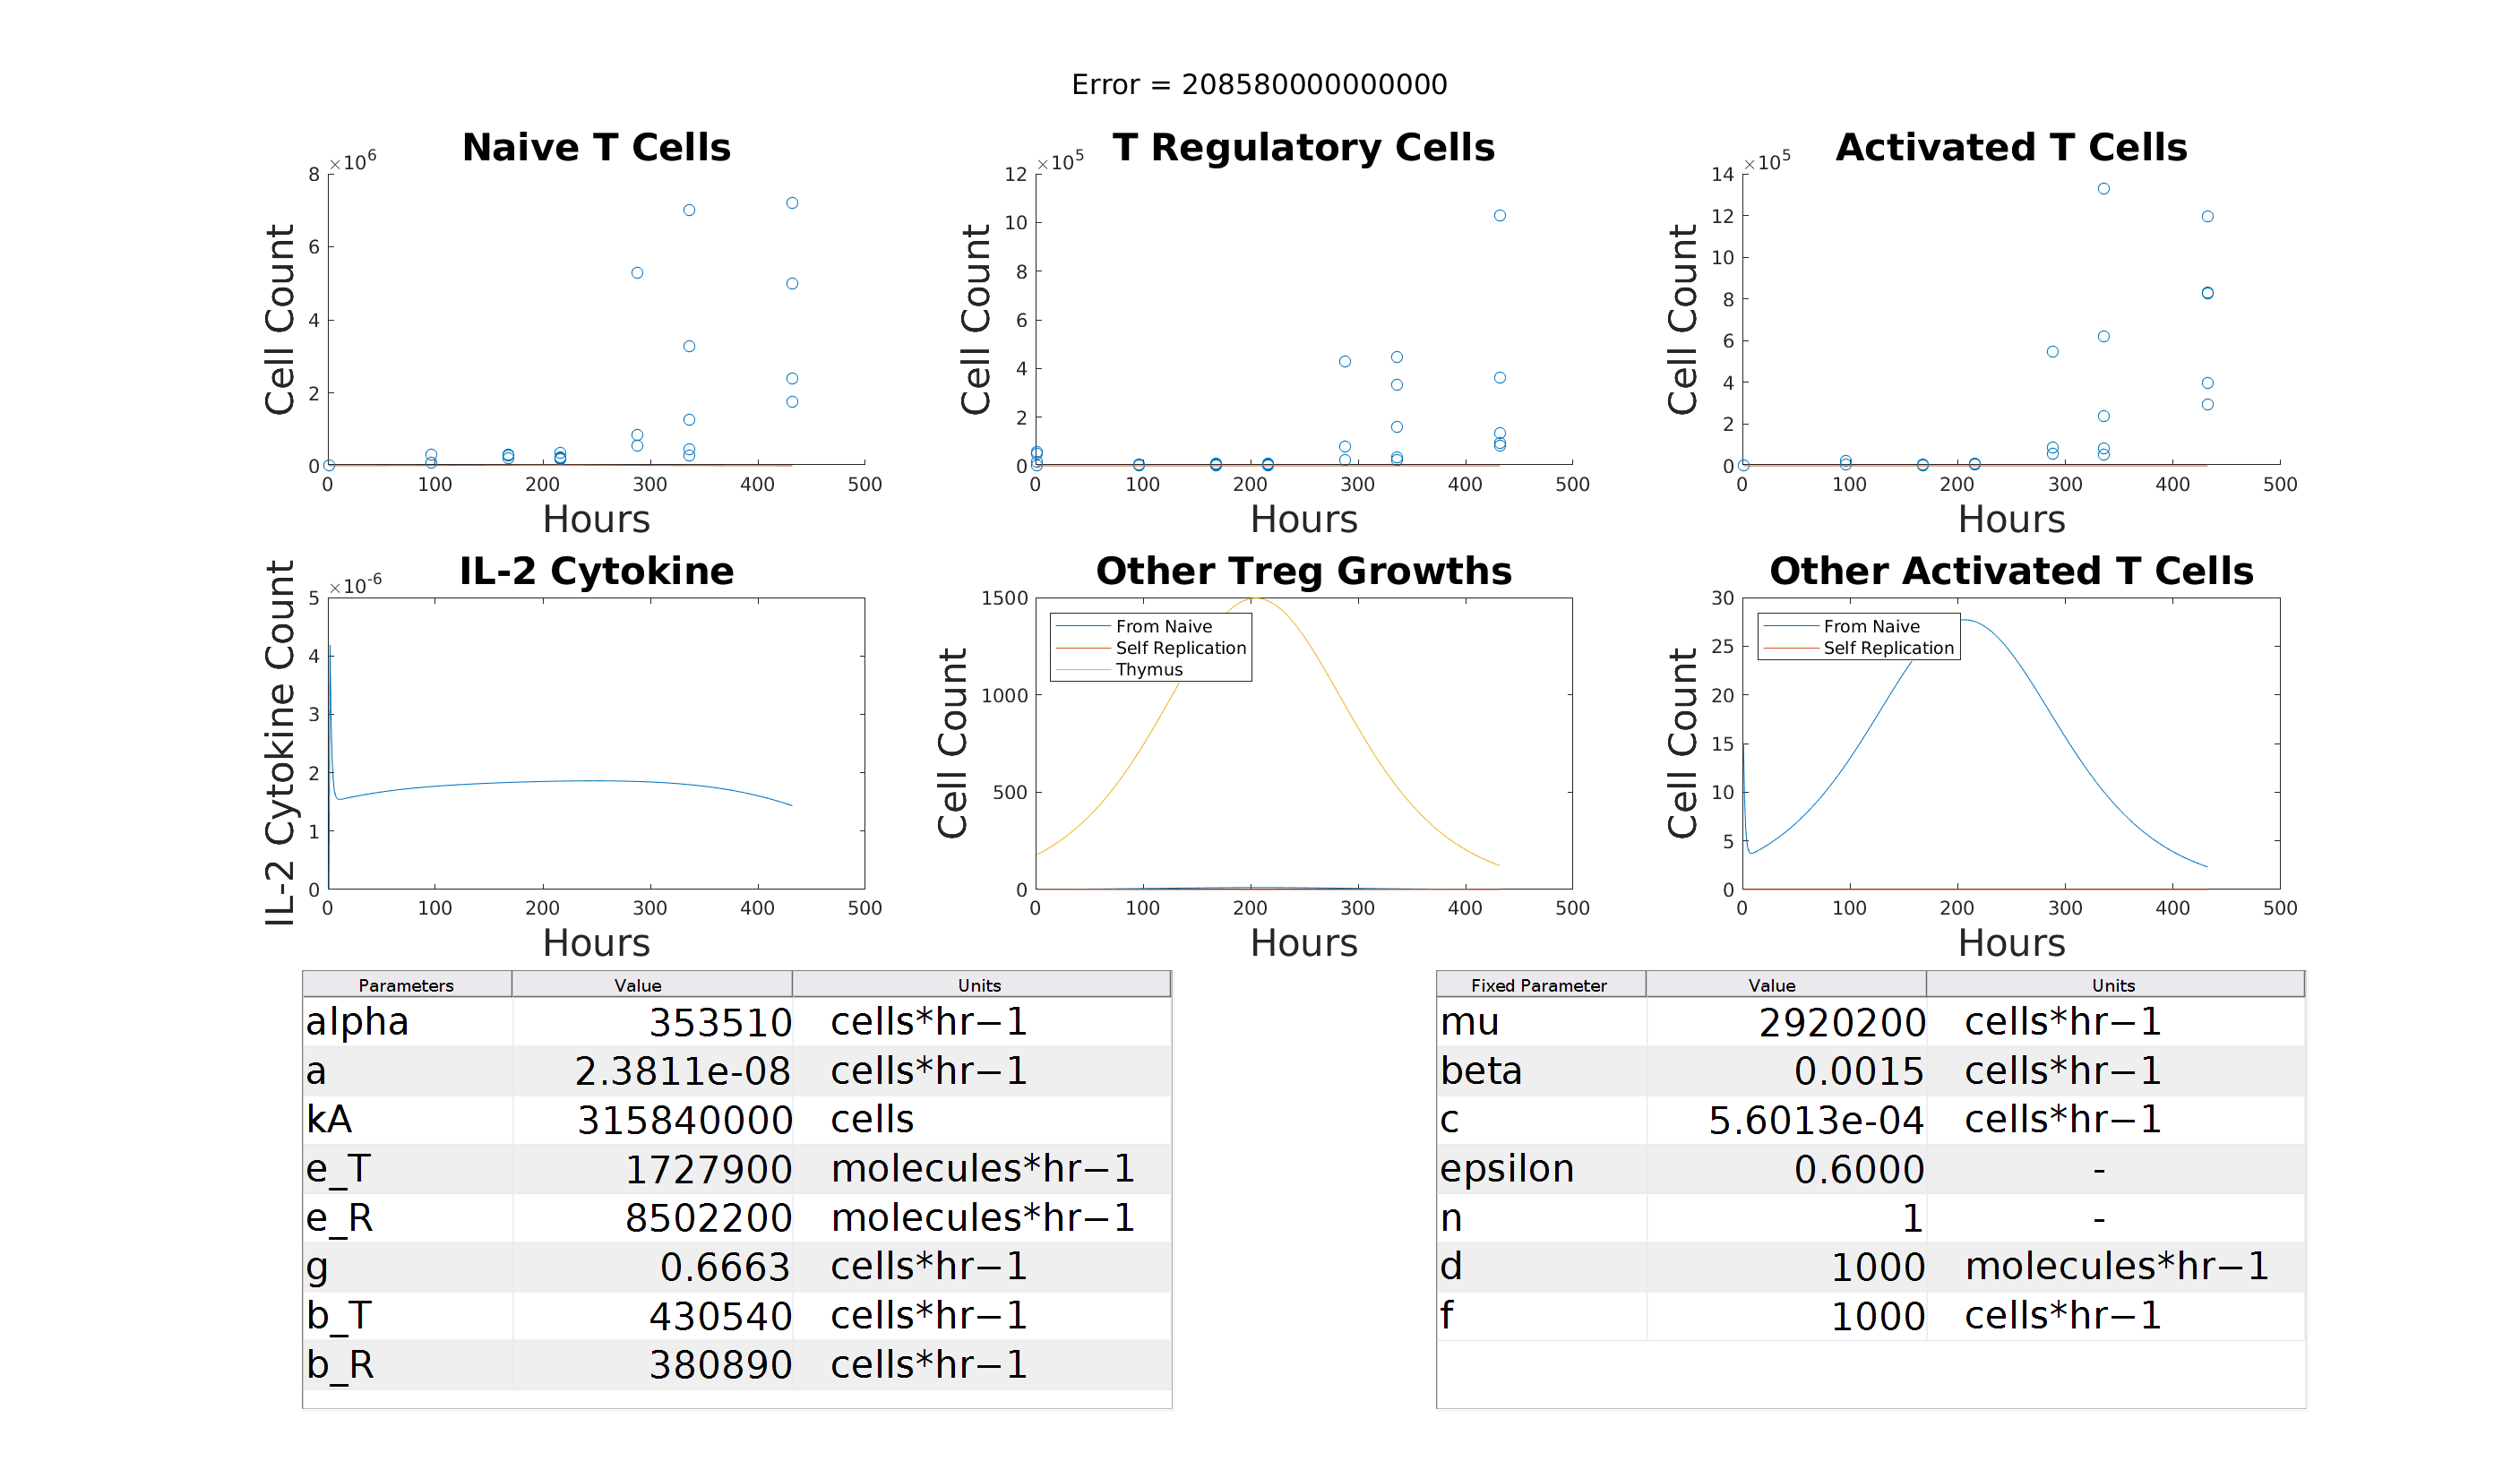 Error = 208580000000000
Naive T Cells
×10^6
Cell Count
8
6
4
2
0
0 100 200 300 400 500
Hours
T Regulatory Cells
×10^5
Cell Count
12
10
8
6
4
2
0
0 100 200 300 400 500
Hours
Activated T Cells
×10^5
Cell Count
14
12
10
8
6
4
2
0
0 100 200 300 400 500
Hours
IL-2 Cytokine
×10^-6
IL-2 Cytokine Count
5
4
3
2
1
0
0 100 200 300 400 500
Hours
Other Treg Growths
Cell Count
1500
1000
500
0
From Naive
Self Replication
Thymus
0 100 200 300 400 500
Hours
Other Activated T Cells
Cell Count
30
25
20
15
10
5
0
From Naive
Self Replication
0 100 200 300 400 500
Hours
Parameters Value Units
alpha 353510 cells*hr−1
a 2.3811e-08 cells*hr−1
kA 315840000 cells
e_T 1727900 molecules*hr−1
e_R 8502200 molecules*hr−1
g 0.6663 cells*hr−1
b_T 430540 cells*hr−1
b_R 380890 cells*hr−1
Fixed Parameter Value Units
mu 2920200 cells*hr−1
beta 0.0015 cells*hr−1
c 5.6013e-04 cells*hr−1
epsilon 0.6000 -
n 1 -
d 1000 molecules*hr−1
f 1000 cells*hr−1